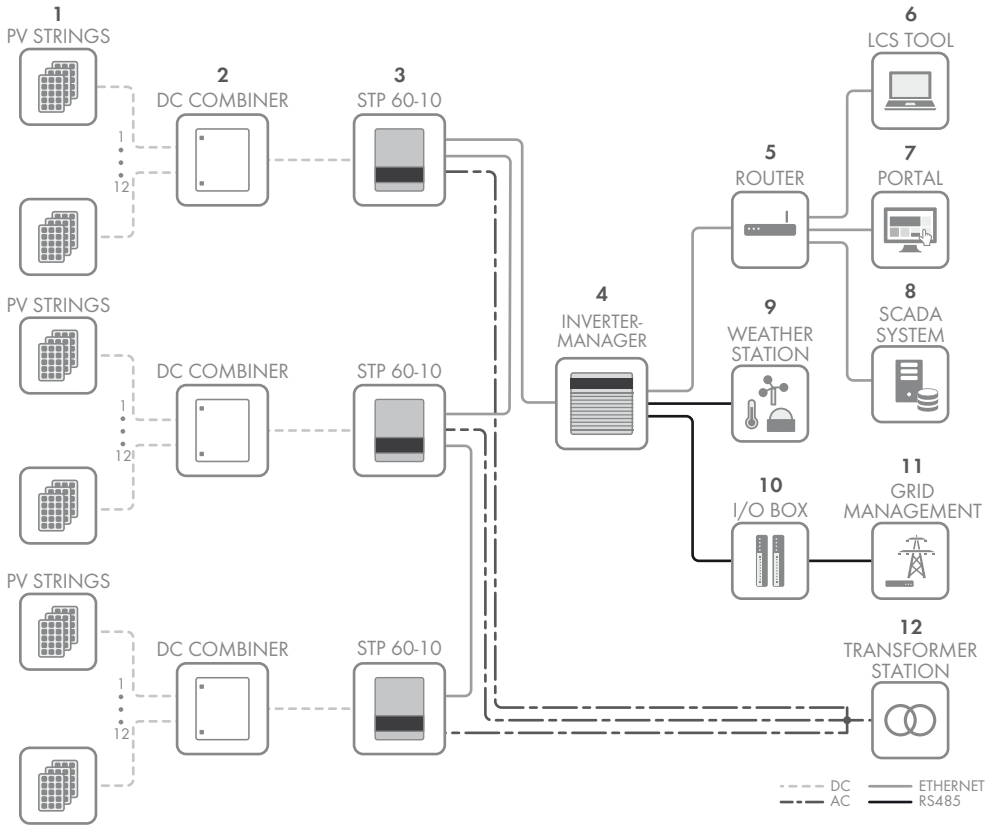 1
PV STRINGS
2
DC COMBINER
3
STP 60-10
1
12
6
LCS TOOL
5
ROUTER
7
PORTAL
4
INVERTER-
MANAGER
9
WEATHER
STATION
8
SCADA
SYSTEM
PV STRINGS
DC COMBINER
STP 60-10
1
12
10
I/O BOX
11
GRID
MANAGEMENT
PV STRINGS
DC COMBINER
STP 60-10
1
12
12
TRANSFORMER
STATION
DC
ETHERNET
AC
RS485